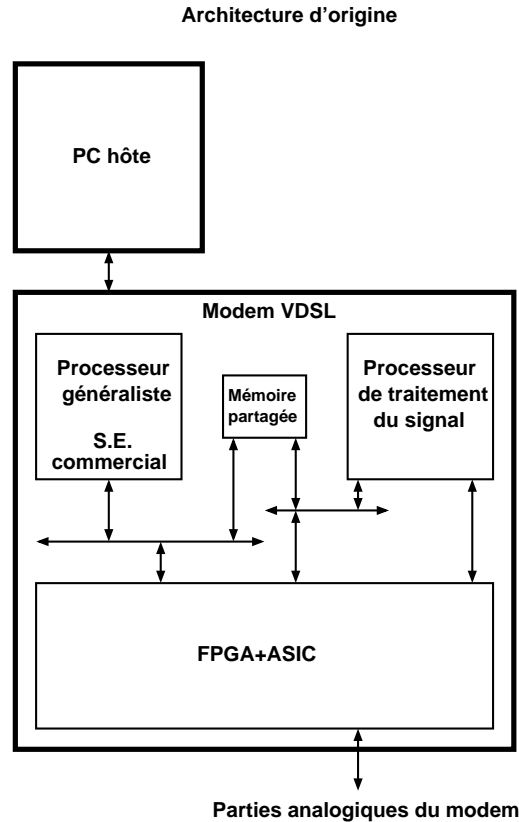 Architecture d'origine
PC hôte
Modem VDSL
Processeur
généraliste
S.E.
commercial
Mémoire
partagée
Processeur
de traitement
du signal
FPGA+ASIC
Parties analogiques du modem